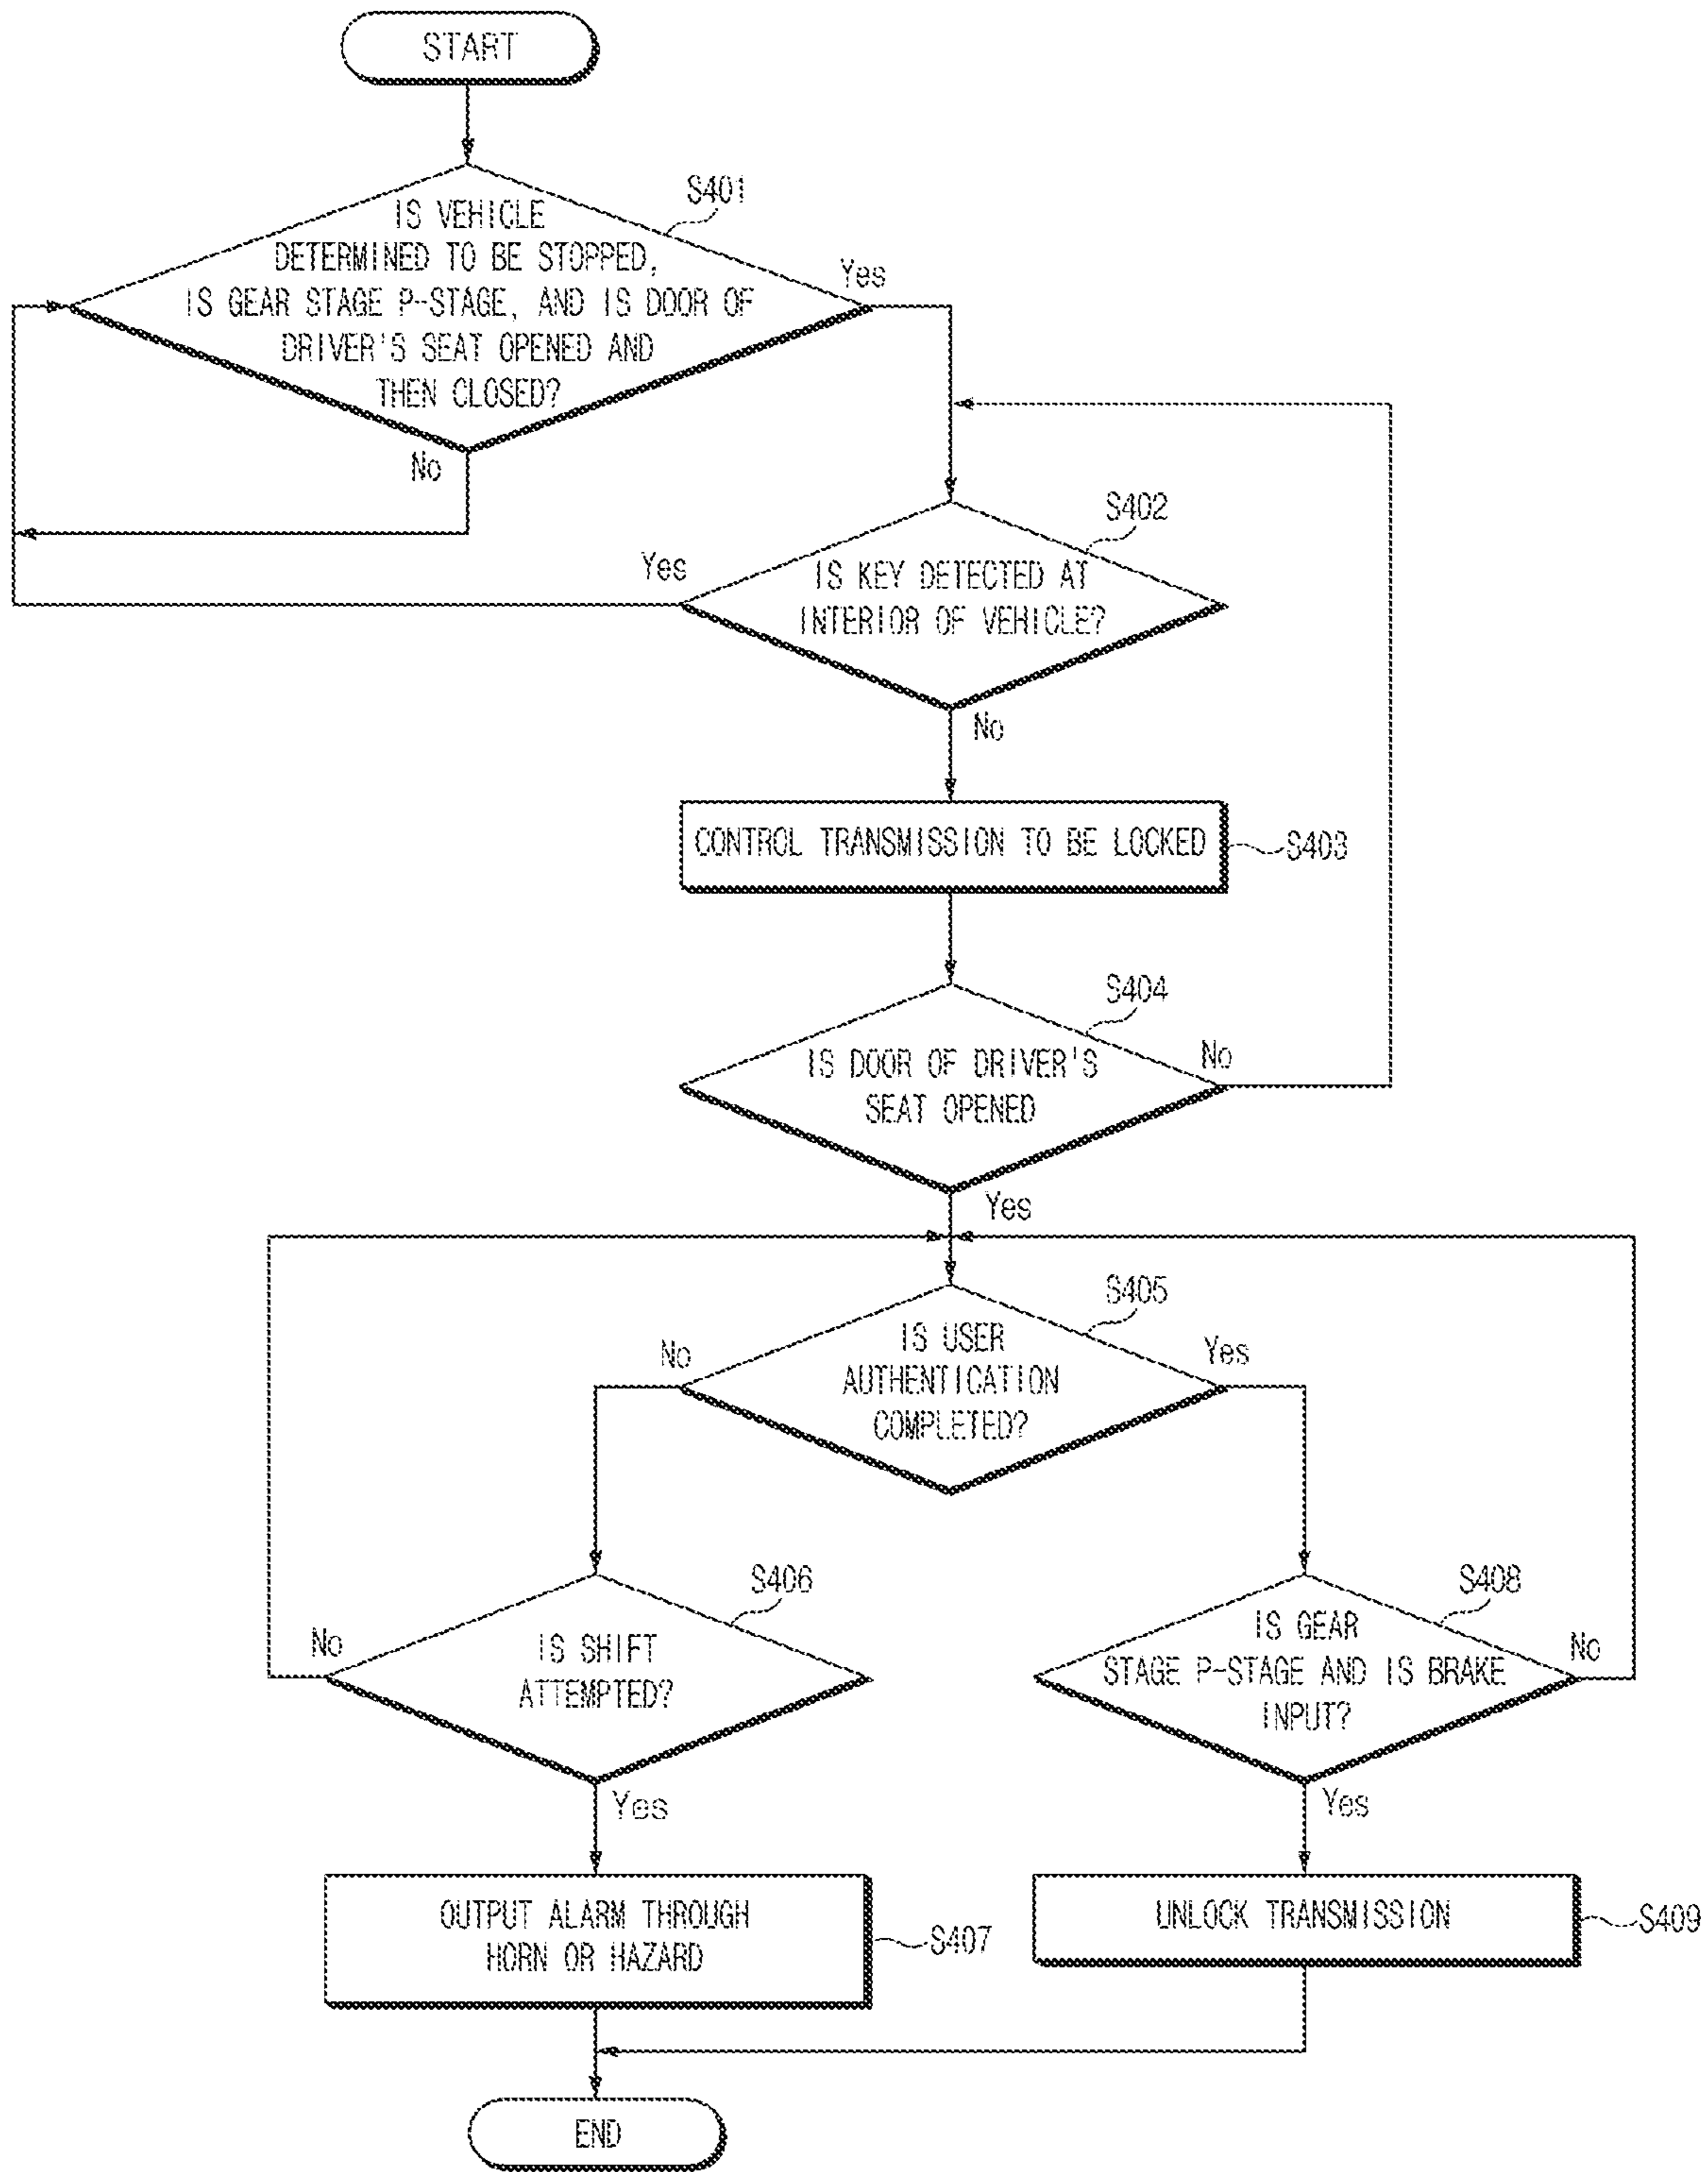 START
S401
IS VEHICLE
DETERMINED TO BE STOPPED,
IS GEAR STAGE P-STAGE, AND IS DOOR OF
DRIVER'S SEAT OPENED AND
THEN CLOSED?
Yes
No
S402
Yes
IS KEY DETECTED AT
INTERIOR OF VEHICLE?
No
CONTROL TRANSMISSION TO BE LOCKED
S403
S404
IS DOOR OF DRIVER'S
SEAT OPENED
No
Yes
S405
No
IS USER
AUTHENTICATION
COMPLETED?
Yes
S406
No
IS SHIFT
ATTEMPTED?
Yes
S408
IS GEAR
STAGE P-STAGE AND IS BRAKE
INPUT?
No
Yes
OUTPUT ALARM THROUGH
HORN OR HAZARD
S407
UNLOCK TRANSMISSION
S409
END